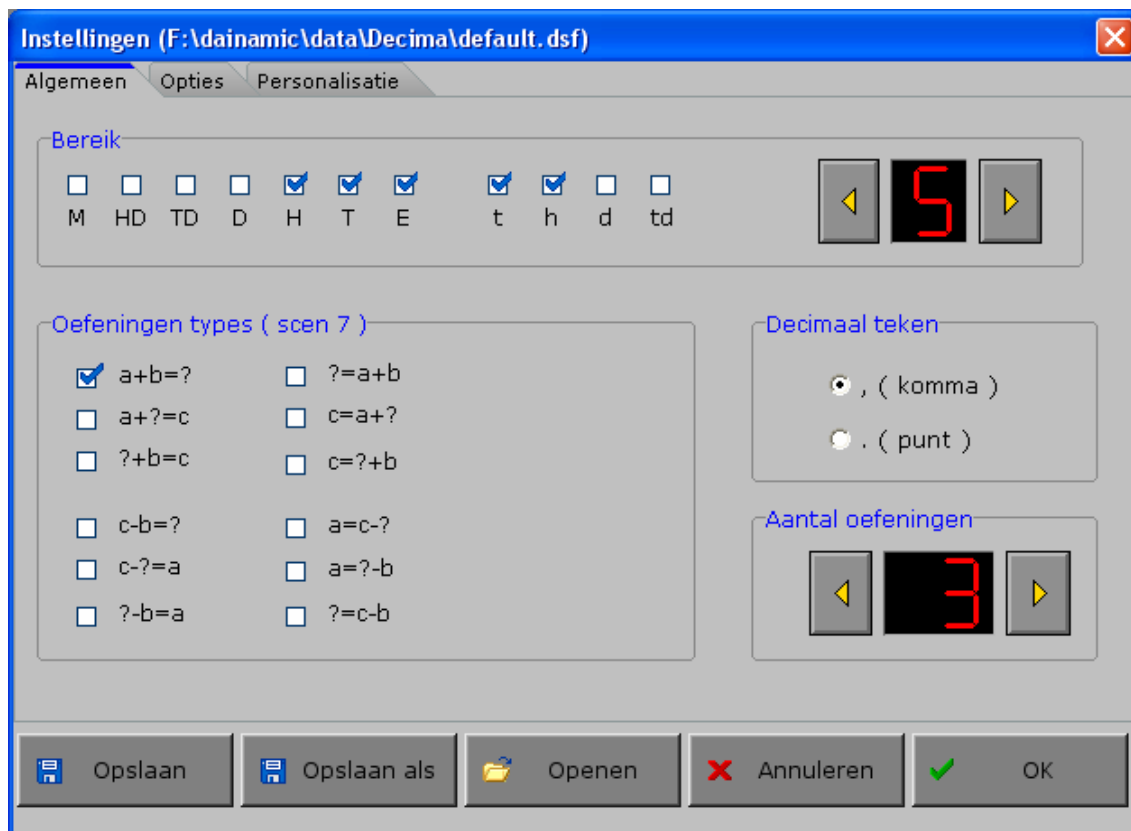 Instellingen (F:\dainamic\data\Decima\default.dsf)
Algemeen Opties Personalisatie
Bereik
M HD TD D H T E t h d td
5
Oefeningen types ( scen 7 )
a+b=? ?=a+b
a+?=c c=a+?
?+b=c c=?+b
c-b=? a=c-?
c-?=a a=?-b
?-b=a ?=c-b
Decimaal teken
, ( komma )
. ( punt )
Aantal oefeningen
3
Opslaan Opslaan als Openen Annuleren OK